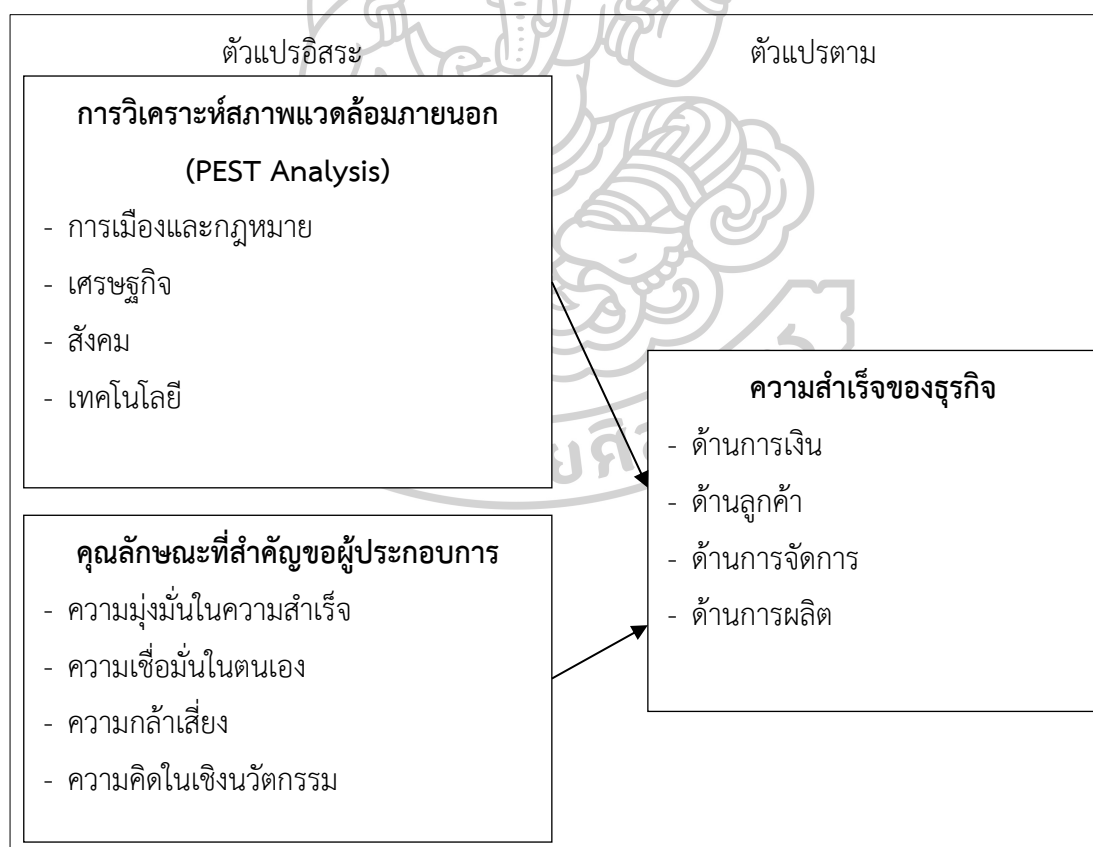 ตัวแปรอิสระ
ตัวแปรตาม
การวิเคราะห์สภาพแวดล้อมภายนอก
(PEST Analysis)
- การเมืองและกฎหมาย
- เศรษฐกิจ
- สังคม
- เทคโนโลยี
คุณลักษณะที่สำคัญขอผู้ประกอบการ
- ความมุ่งมั่นในความสำเร็จ
- ความเชื่อมั่นในตนเอง
- ความกล้าเสี่ยง
- ความคิดในเชิงนวัตกรรม
ความสำเร็จของธุรกิจ
- ด้านการเงิน
- ด้านลูกค้า
- ด้านการจัดการ
- ด้านการผลิต